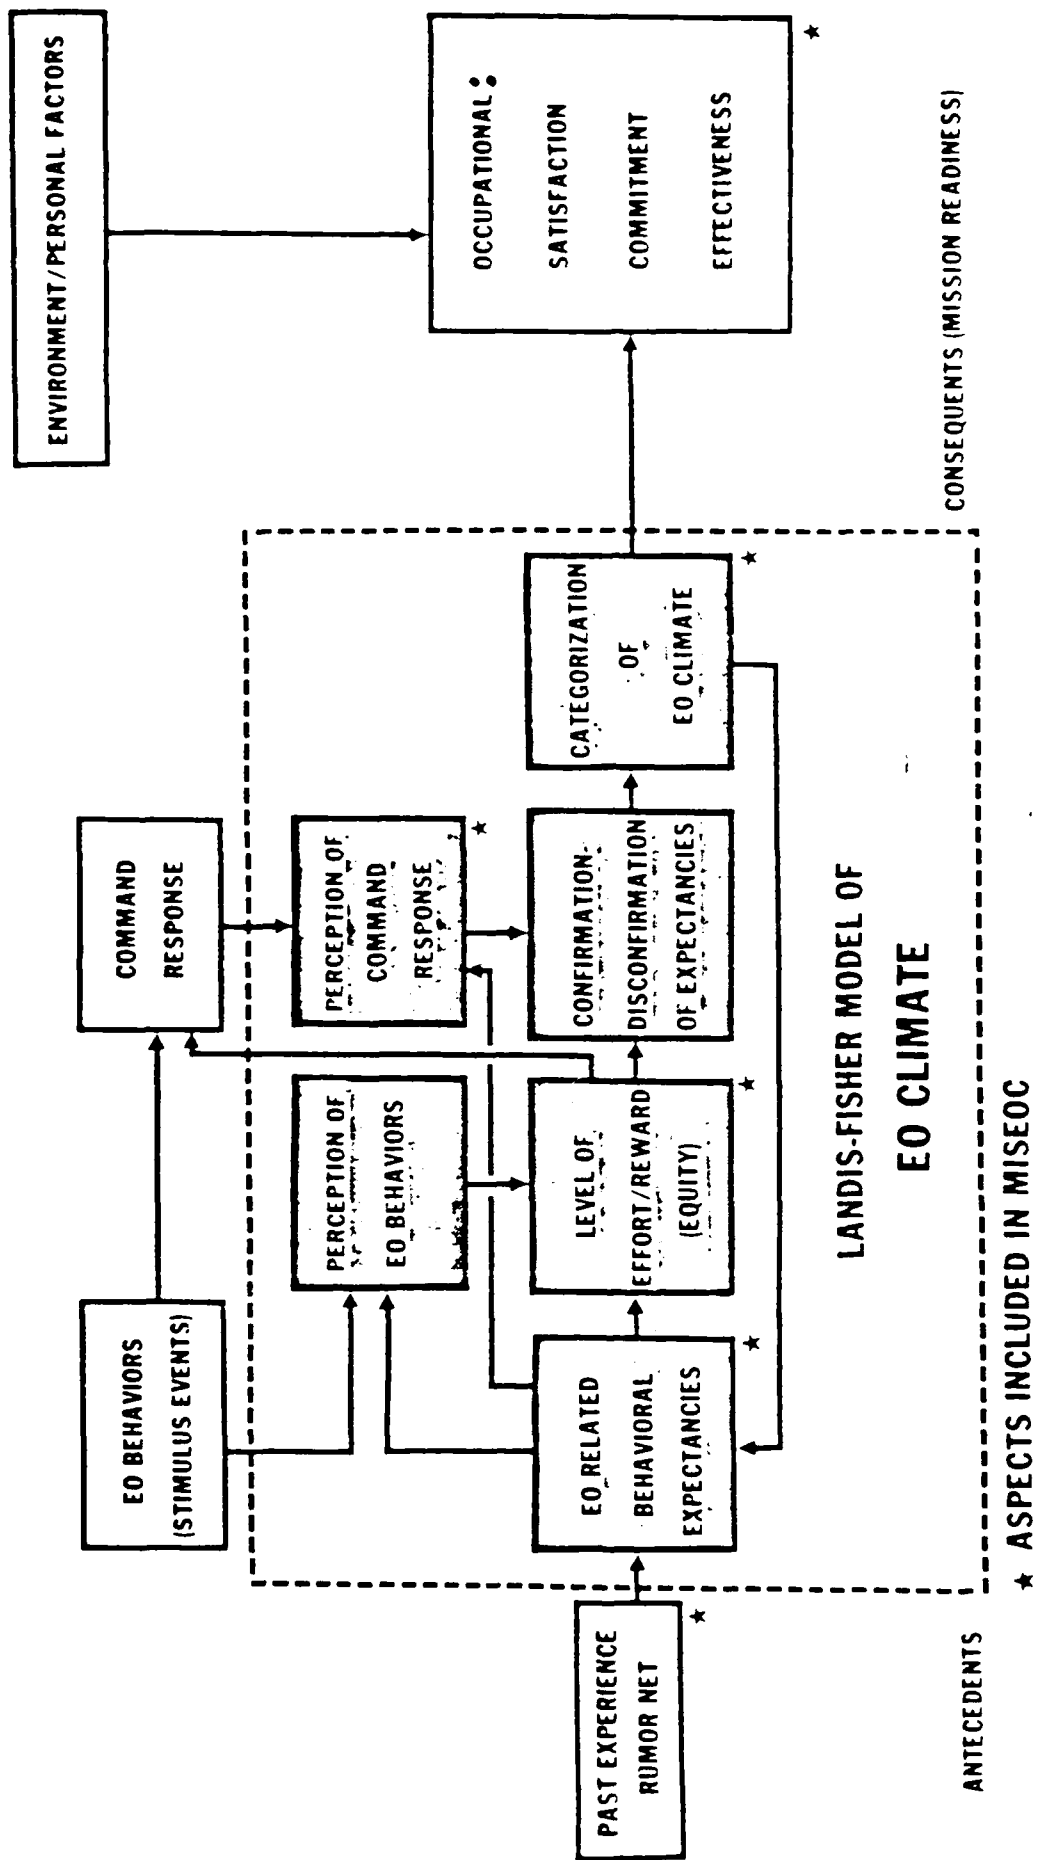 ENVIRONMENT/PERSONAL FACTORS
EO BEHAVIORS
(STIMULUS EVENTS)
COMMAND
RESPONSE
PERCEPTION OF
EO BEHAVIORS
PERCEPTION OF
COMMAND
RESPONSE
★
OCCUPATIONAL:
SATISFACTION
COMMITMENT
EFFECTIVENESS
★
PAST EXPERIENCE
RUMOR NET
★
EO RELATED
BEHAVIORAL
EXPECTANCIES
★
LEVEL OF
EFFORT/REWARD
(EQUITY)
★
CONFIRMATION-
DISCONFIRMATION
OF EXPECTANCIES
CATEGORIZATION
OF
EO CLIMATE
★
LANDIS-FISHER MODEL OF
EO CLIMATE
ANTECEDENTS
CONSEQUENTS (MISSION READINESS)
★ ASPECTS INCLUDED IN MISEOC